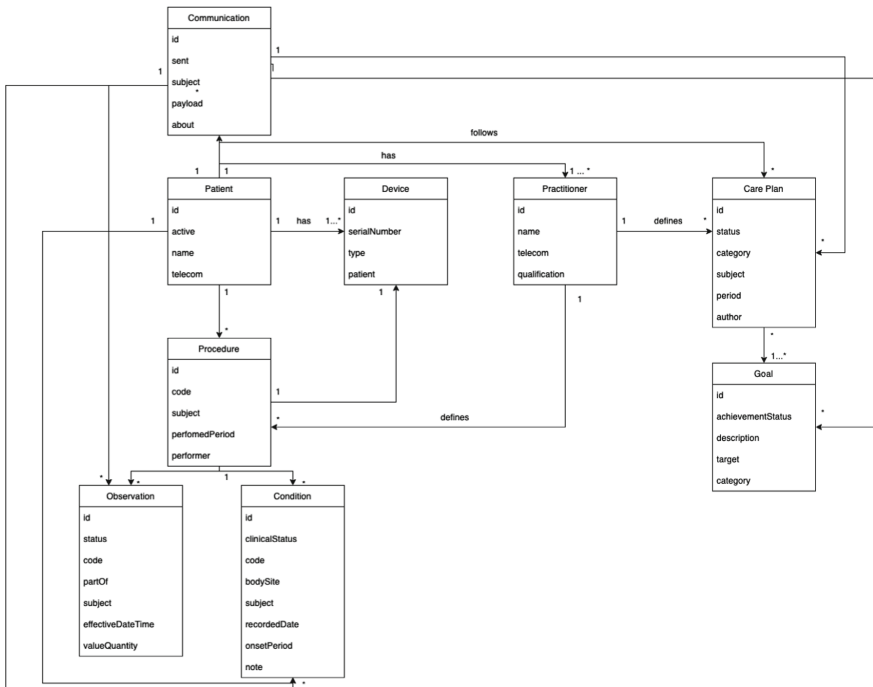 Communication
id
sent
subject
payload
about
1
1
1
*
follows
has
1
1
1 ... *
*
Patient
id
active
name
telecom
1
1
has
1...*
Device
id
serialNumber
type
patient
Practitioner
id
name
telecom
qualification
1
defines
*
Care Plan
id
status
category
subject
period
author
*
1
*
1
1
*
1...*
Procedure
id
code
subject
perfomedPeriod
performer
1
*
defines
Goal
id
achievementStatus
description
target
category
*
*
*
1
*
Observation
id
status
code
partOf
subject
effectiveDateTime
valueQuantity
Condition
id
clinicalStatus
code
bodySite
subject
recordedDate
onsetPeriod
note
*
*